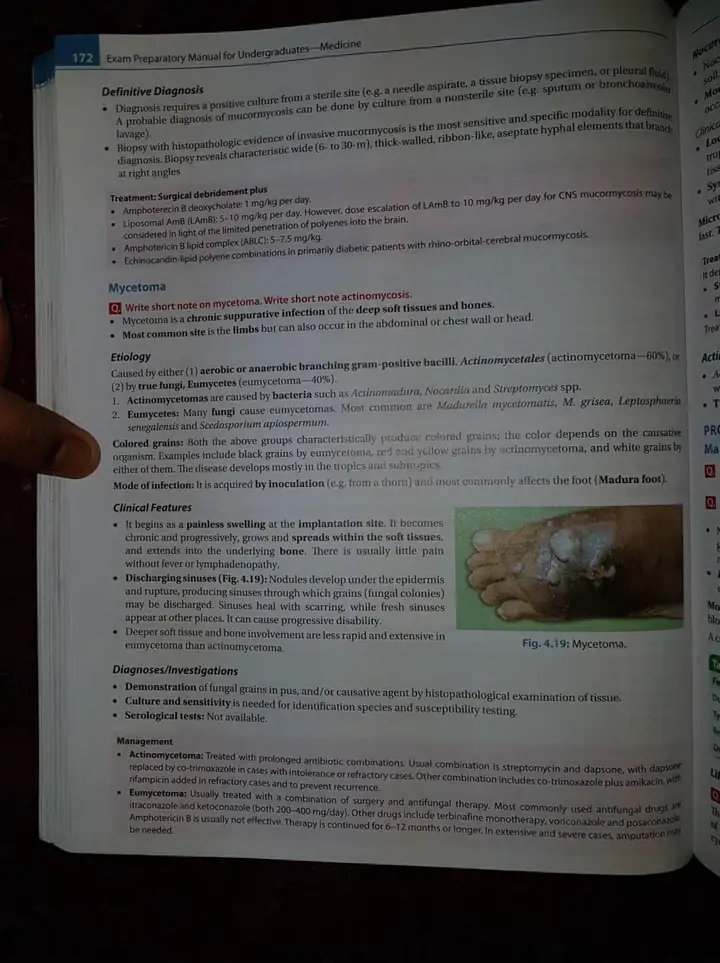 172 Exam Preparatory Manual for Undergraduates—Medicine
Definitive Diagnosis
• Diagnosis requires a positive culture from a sterile site (e.g. a needle aspirate, a tissue biopsy specimen, or pleural fluid).
A probable diagnosis of mucormycosis can be done by culture from a nonsterile site (e.g. sputum or bronchoalveolar
lavage).
• Biopsy with histopathologic evidence of invasive mucormycosis is the most sensitive and specific modality for definitive
diagnosis. Biopsy reveals characteristic wide (6- to 30-m), thick-walled, ribbon-like, aseptate hyphal elements that branch
at right angles
Treatment: Surgical debridement plus
• Amphoterecin B deoxycholate: 1 mg/kg per day.
• Liposomal AmB (LAmB): 5–10 mg/kg per day. However, dose escalation of LAmB to 10 mg/kg per day for CNS mucormycosis may be
considered in light of the limited penetration of polyenes into the brain.
• Amphotericin B lipid complex (ABLC): 5–7.5 mg/kg.
• Echinocandin-lipid polyene combinations in primarily diabetic patients with rhino-orbital-cerebral mucormycosis.
Mycetoma
Q. Write short note on mycetoma. Write short note actinomycosis.
• Mycetoma is a chronic suppurative infection of the deep soft tissues and bones.
• Most common site is the limbs but can also occur in the abdominal or chest wall or head.
Etiology
Caused by either (1) aerobic or anaerobic branching gram-positive bacilli, Actinomycetales (actinomycetoma—60%), or
(2) by true fungi, Eumycetes (eumycetoma—40%).
1. Actinomycetomas are caused by bacteria such as Actinomadura, Nocardia and Streptomyces spp.
2. Eumycetes: Many fungi cause eumycetomas. Most common are Madurella mycetomatis, M. grisea, Leptosphaeria
senegalensis and Scedosporium apiospermum.
Colored grains: Both the above groups characteristically produce colored grains; the color depends on the causative
organism. Examples include black grains by eumycetoma, red and yellow grains by actinomycetoma, and white grains by
either of them. The disease develops mostly in the tropics and subtropics.
Mode of infection: It is acquired by inoculation (e.g. from a thorn) and most commonly affects the foot (Madura foot).
Clinical Features
• It begins as a painless swelling at the implantation site. It becomes
chronic and progressively, grows and spreads within the soft tissues,
and extends into the underlying bone. There is usually little pain
without fever or lymphadenopathy.
• Discharging sinuses (Fig. 4.19): Nodules develop under the epidermis
and rupture, producing sinuses through which grains (fungal colonies)
may be discharged. Sinuses heal with scarring, while fresh sinuses
appear at other places. It can cause progressive disability.
• Deeper soft tissue and bone involvement are less rapid and extensive in
eumycetoma than actinomycetoma.
Fig. 4.19: Mycetoma.
Diagnoses/Investigations
• Demonstration of fungal grains in pus, and/or causative agent by histopathological examination of tissue.
• Culture and sensitivity is needed for identification species and susceptibility testing.
• Serological tests: Not available.
Management
• Actinomycetoma: Treated with prolonged antibiotic combinations. Usual combination is streptomycin and dapsone, with dapsone
replaced by co-trimoxazole in cases with intolerance or refractory cases. Other combination includes co-trimoxazole plus amikacin, with
rifampicin added in refractory cases and to prevent recurrence.
• Eumycetoma: Usually treated with a combination of surgery and antifungal therapy. Most commonly used antifungal drugs are
itraconazole and ketoconazole (both 200–400 mg/day). Other drugs include terbinafine monotherapy, voriconazole and posaconazole.
Amphotericin B is usually not effective. Therapy is continued for 6–12 months or longer. In extensive and severe cases, amputation may
be needed.